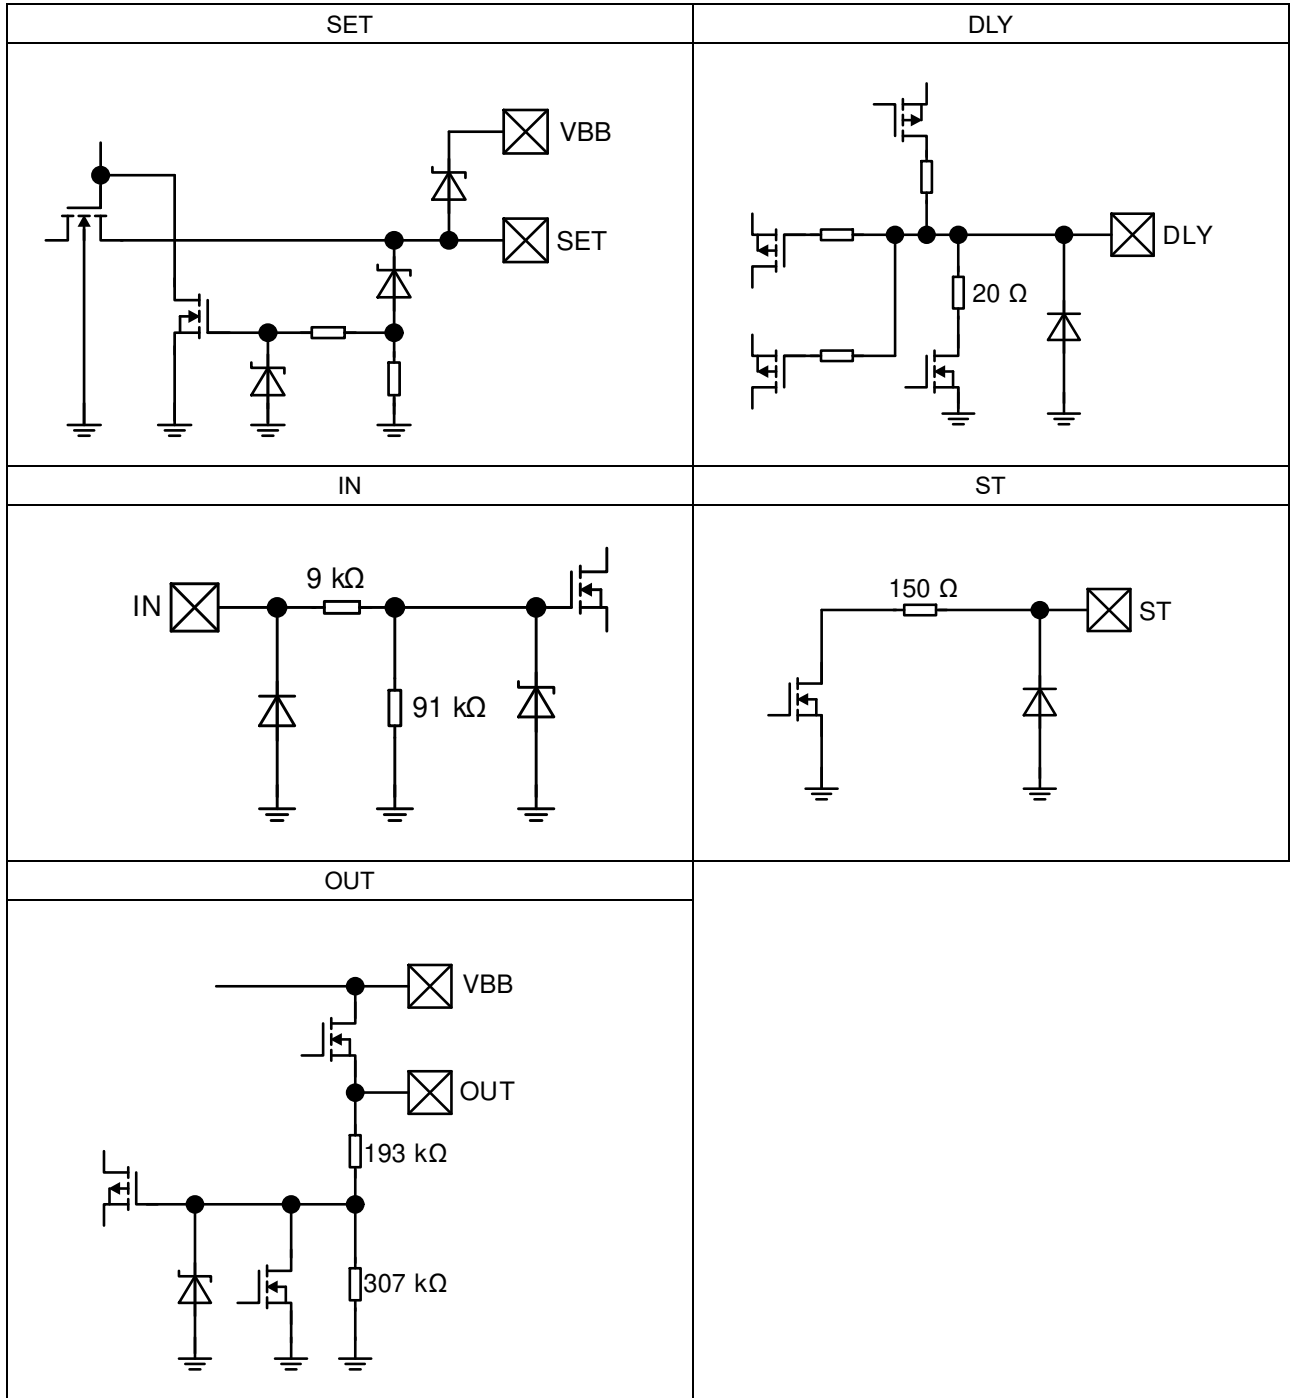 SET
DLY
VBB
SET
DLY
20 Ω
IN
ST
IN
9 kΩ
91 kΩ
150 Ω
ST
OUT
VBB
OUT
193 kΩ
307 kΩ